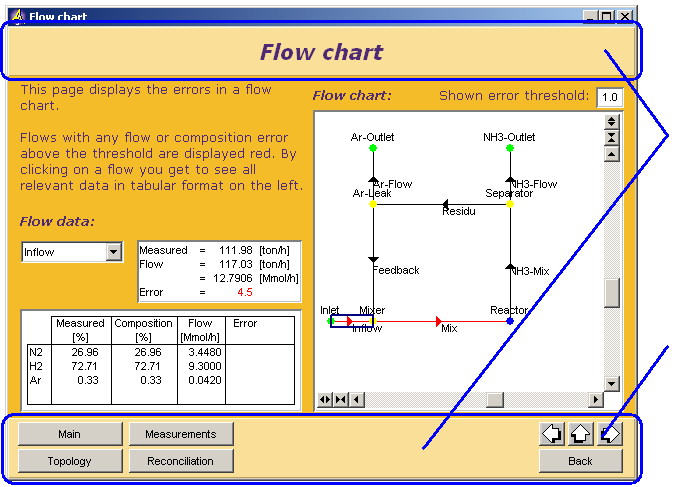 Flow chart
Flow chart
This page displays the errors in a flow
chart.
Flows with any flow or composition error
above the threshold are displayed red. By
clicking on a flow you get to see all
relevant data in tabular format on the left.
Flow data:
Inflow
Measured = 111.98 [ton/h]
Flow = 117.03 [ton/h]
= 12.7906 [Mmol/h]
Error = 4.5
Measured Composition Flow Error
[%] [%] [Mmol/h]
N2 26.96 26.96 3.4480
H2 72.71 72.71 9.3000
Ar 0.33 0.33 0.0420
Flow chart: Shown error threshold: 1.0
Ar-Outlet NH3-Outlet
Ar-Flow NH3-Flow
Ar-Leak Separator
Residu
Feedback NH3-Mix
Inlet Mixer Reactor
Inflow Mix
Main Measurements
Topology Reconciliation Back